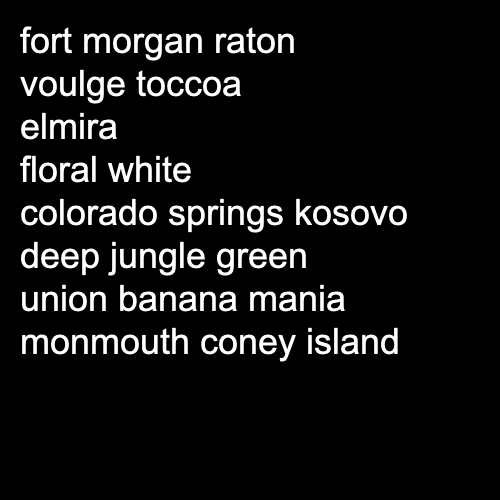 fort morgan raton
voulge toccoa
elmira
floral white
colorado springs kosovo
deep jungle green
union banana mania
monmouth coney island